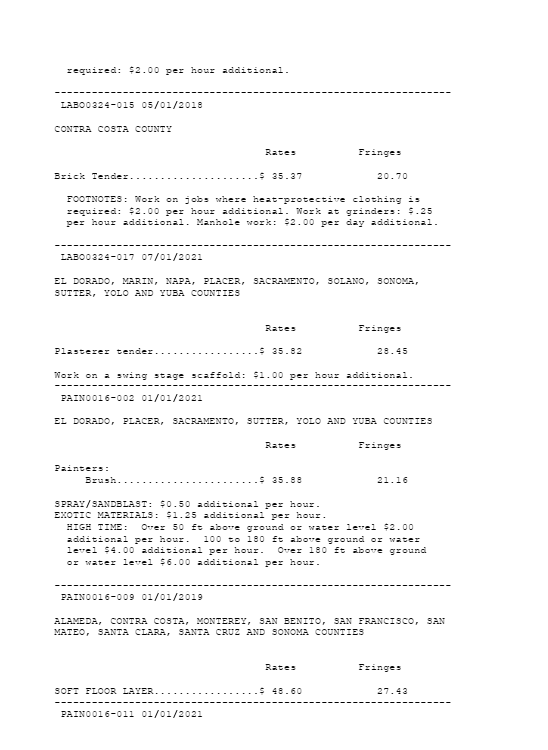 required: $2.00 per hour additional.
----------------------------------------------------------------
LABO0324-015 05/01/2018
CONTRA COSTA COUNTY
Rates Fringes
Brick Tender.....................$ 35.37 20.70
FOOTNOTES: Work on jobs where heat-protective clothing is
required: $2.00 per hour additional. Work at grinders: $.25
per hour additional. Manhole work: $2.00 per day additional.
----------------------------------------------------------------
LABO0324-017 07/01/2021
EL DORADO, MARIN, NAPA, PLACER, SACRAMENTO, SOLANO, SONOMA,
SUTTER, YOLO AND YUBA COUNTIES
Rates Fringes
Plasterer tender.................$ 35.82 28.45
Work on a swing stage scaffold: $1.00 per hour additional.
----------------------------------------------------------------
PAIN0016-002 01/01/2021
EL DORADO, PLACER, SACRAMENTO, SUTTER, YOLO AND YUBA COUNTIES
Rates Fringes
Painters:
Brush.......................$ 35.88 21.16
SPRAY/SANDBLAST: $0.50 additional per hour.
EXOTIC MATERIALS: $1.25 additional per hour.
HIGH TIME: Over 50 ft above ground or water level $2.00
additional per hour. 100 to 180 ft above ground or water
level $4.00 additional per hour. Over 180 ft above ground
or water level $6.00 additional per hour.
----------------------------------------------------------------
PAIN0016-009 01/01/2019
ALAMEDA, CONTRA COSTA, MONTEREY, SAN BENITO, SAN FRANCISCO, SAN
MATEO, SANTA CLARA, SANTA CRUZ AND SONOMA COUNTIES
Rates Fringes
SOFT FLOOR LAYER.................$ 48.60 27.43
----------------------------------------------------------------
PAIN0016-011 01/01/2021